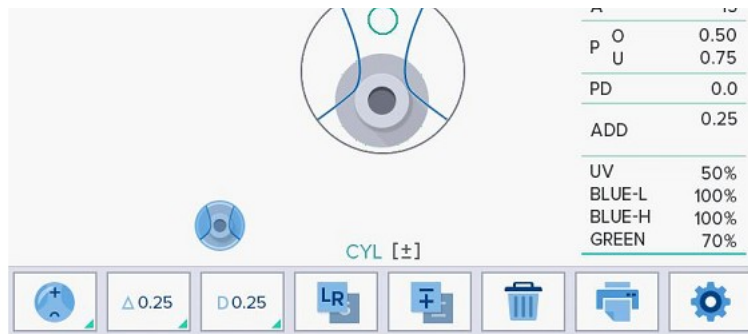 P O 0.50
U 0.75
PD 0.0
ADD 0.25
UV 50%
BLUE-L 100%
BLUE-H 100%
GREEN 70%
CYL [±]
Δ 0.25
D 0.25
LR